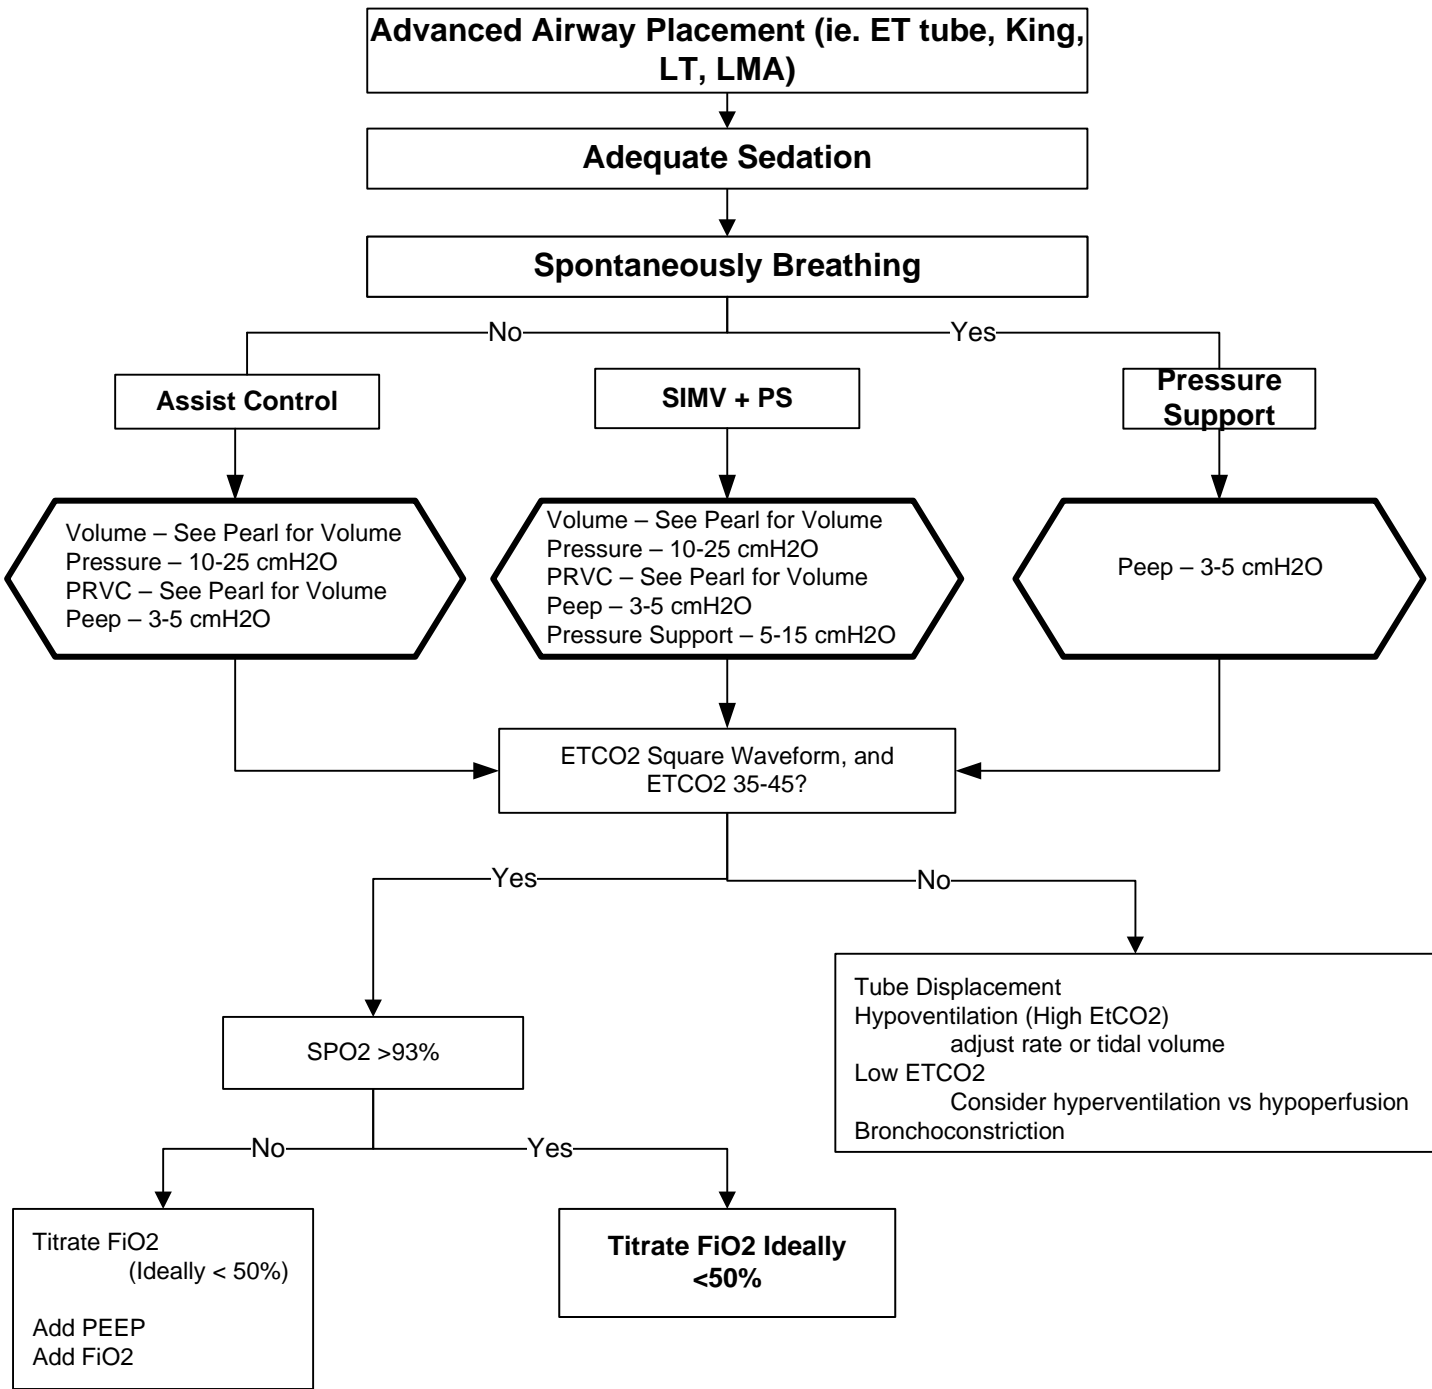 Advanced Airway Placement (ie. ET tube, King,
LT, LMA)
Adequate Sedation
Spontaneously Breathing
No
Yes
Assist Control
SIMV + PS
Pressure
Support
Volume – See Pearl for Volume
Pressure – 10-25 cmH2O
PRVC – See Pearl for Volume
Peep – 3-5 cmH2O
Volume – See Pearl for Volume
Pressure – 10-25 cmH2O
PRVC – See Pearl for Volume
Peep – 3-5 cmH2O
Pressure Support – 5-15 cmH2O
Peep – 3-5 cmH2O
ETCO2 Square Waveform, and
ETCO2 35-45?
Yes
No
SPO2 >93%
Tube Displacement
Hypoventilation (High EtCO2)
adjust rate or tidal volume
Low ETCO2
Consider hyperventilation vs hypoperfusion
Bronchoconstriction
No
Yes
Titrate FiO2
(Ideally < 50%)
Add PEEP
Add FiO2
Titrate FiO2 Ideally
<50%